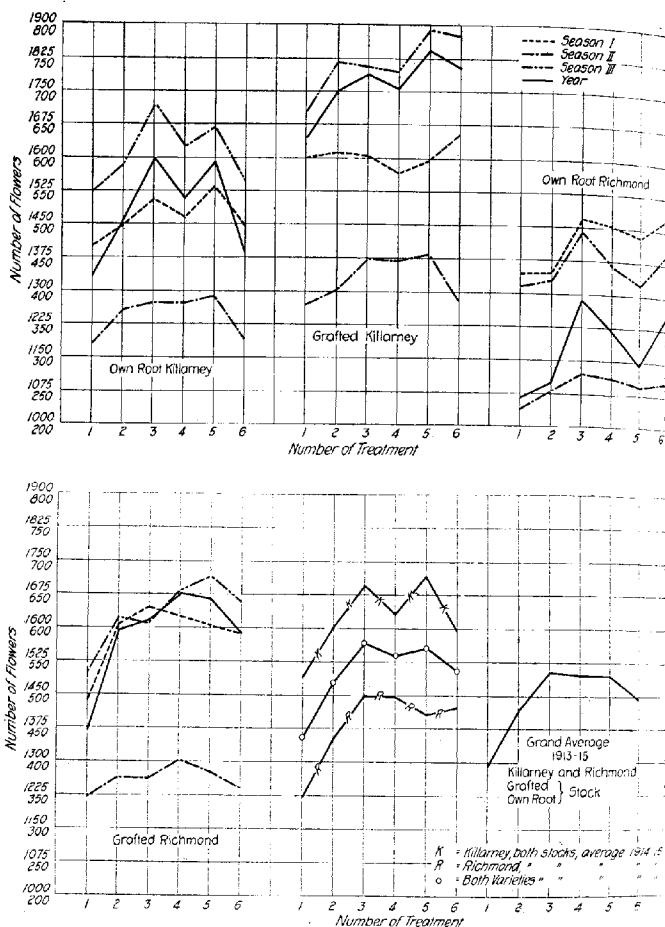 1900
800
1825
750
1750
700
1675
650
1600
600
1525
550
1450
500
1375
450
1300
400
1225
350
1150
300
1075
250
1000
200
Number of Flowers
Season I
Season II
Season III
Year
Own Root Richmond
Grafted Killarney
Own Root Killarney
1 2 3 4 5 6 1 2 3 4 5 6 1 2 3 4 5 6
Number of Treatment
1900
800
1825
750
1750
700
1675
650
1600
600
1525
550
1450
500
1375
450
1300
400
1225
350
1150
300
1075
250
1000
200
Number of Flowers
K K K K K
R R R R R
Grand Average
1913-15
Killarney and Richmond
Grafted
Own Root } Stock
Grafted Richmond
K = Killarney, both stocks, average 1914-15
R = Richmond, " " " " "
o = Both Varieties " " " " "
1 2 3 4 5 6 1 2 3 4 5 6 1 2 3 4 5 6
Number of Treatment